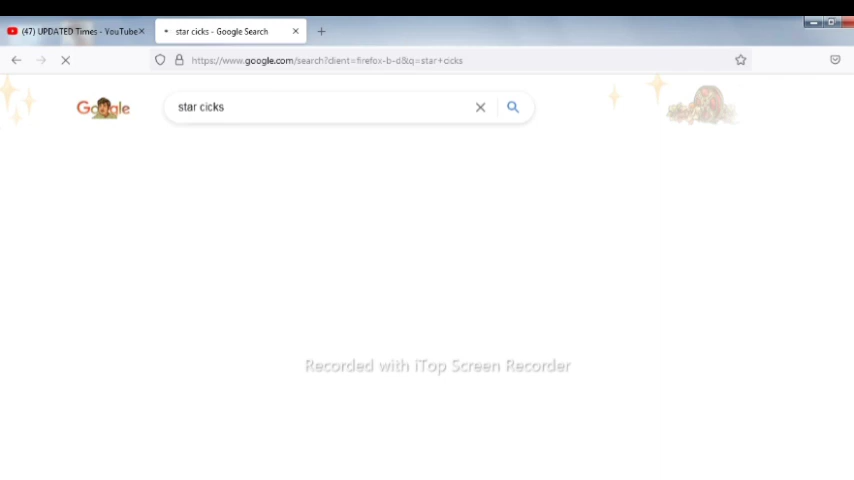 (47) UPDATED Times - YouTube
star cicks - Google Search
https://www.google.com/search?client=firefox-b-d&q=star+cicks
Google
star cicks
Recorded with iTop Screen Recorder